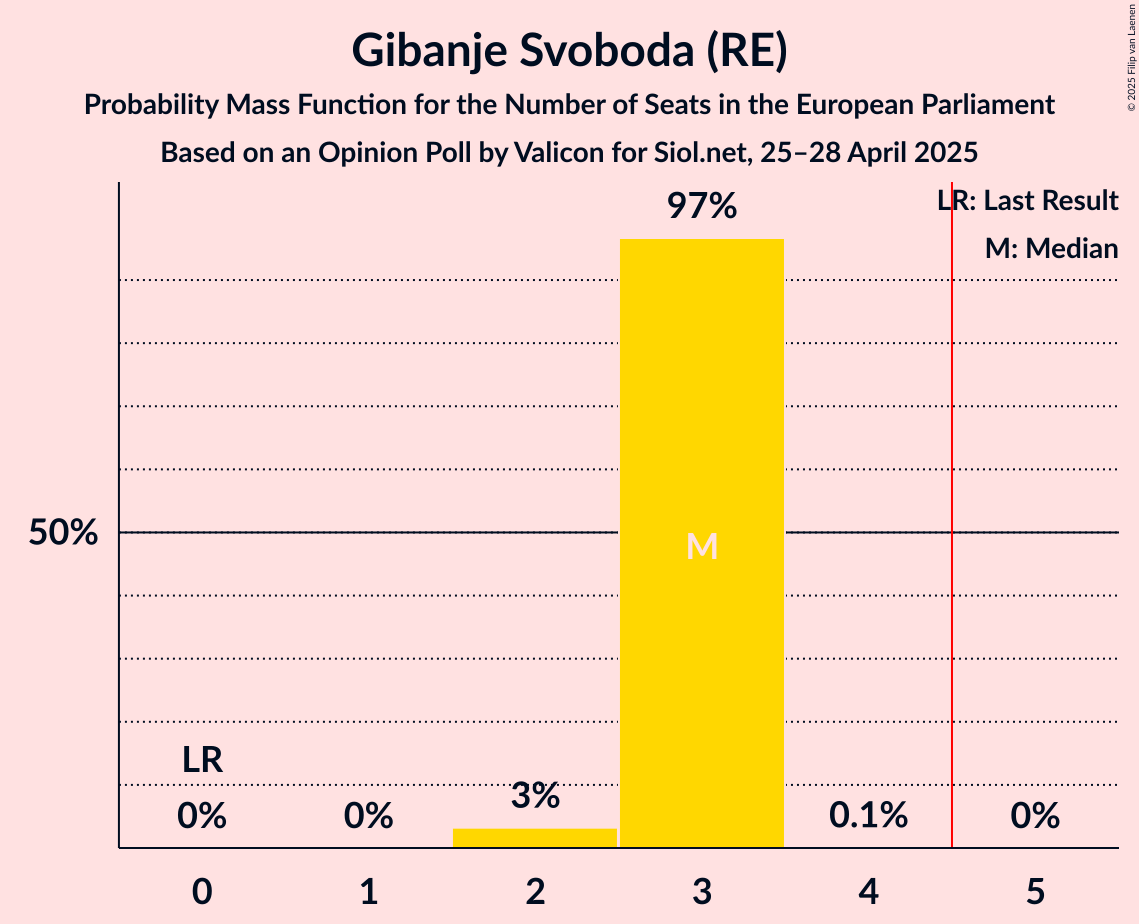 Gibanje Svoboda (RE)
Probability Mass Function for the Number of Seats in the European Parliament
Based on an Opinion Poll by Valicon for Siol.net, 25–28 April 2025
© 2025 Filip van Laenen
LR: Last Result
M: Median
97%
50%
M
LR
0%
0%
3%
0.1%
0%
0
1
2
3
4
5